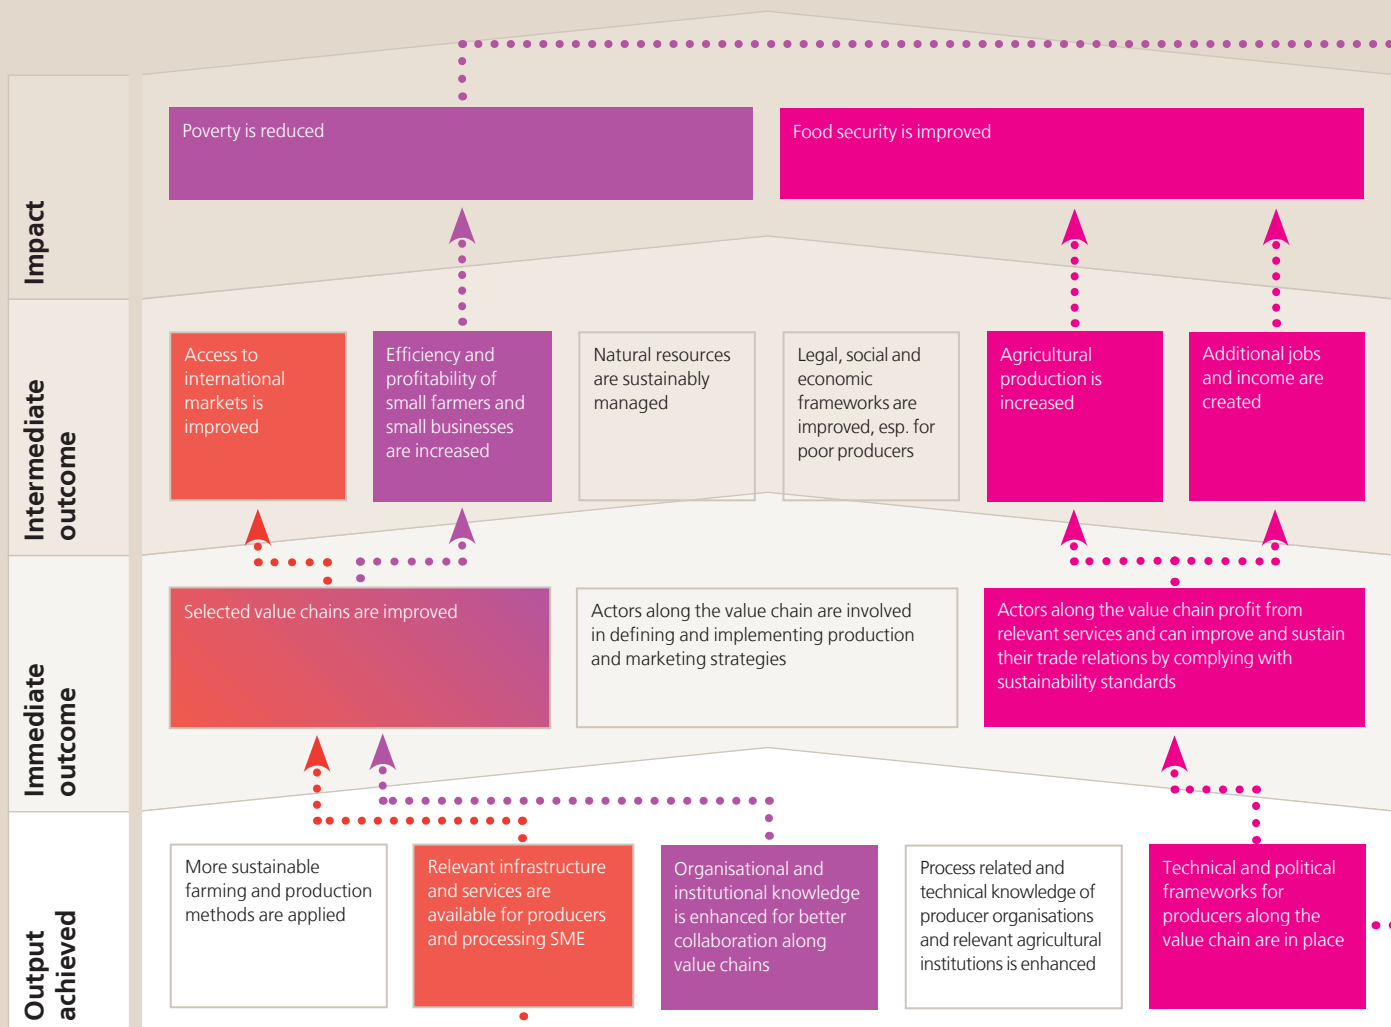 Impact
Poverty is reduced
Food security is improved
Intermediate
outcome
Access to
international
markets is
improved
Efficiency and
profitability of
small farmers and
small businesses
are increased
Natural resources
are sustainably
managed
Legal, social and
economic
frameworks are
improved, esp. for
poor producers
Agricultural
production is
increased
Additional jobs
and income are
created
Immediate
outcome
Selected value chains are improved
Actors along the value chain are involved
in defining and implementing production
and marketing strategies
Actors along the value chain profit from
relevant services and can improve and sustain
their trade relations by complying with
sustainability standards
Output
achieved
More sustainable
farming and production
methods are applied
Relevant infrastructure
and services are
available for producers
and processing SME
Organisational and
institutional knowledge
is enhanced for better
collaboration along
value chains
Process related and
technical knowledge of
producer organisations
and relevant agricultural
institutions is enhanced
Technical and political
frameworks for
producers along the
value chain are in place